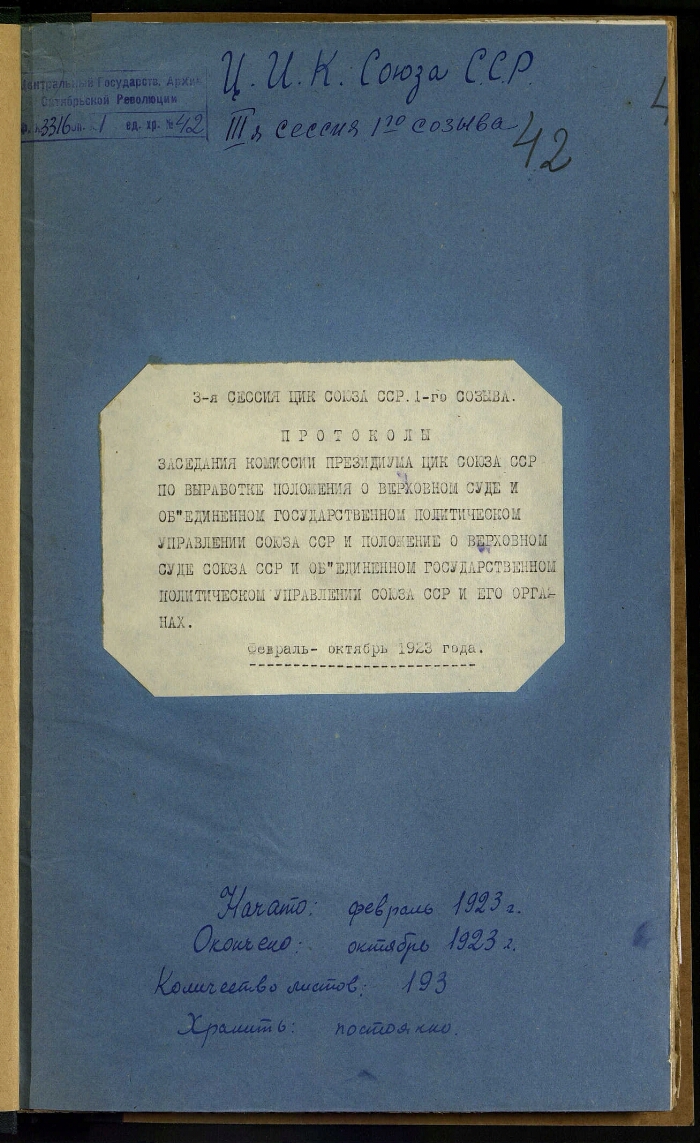 Центральный Государств. Архив
Октябрьской Революции
Ф. № 3316 оп. № 1 ед. хр. № 42
Ц. И. К. Союза С.С.Р.
III я сессия 1го созыва
42
3-я СЕССИЯ ЦИК СОЮЗА ССР. 1-го СОЗЫВА.
ПРОТОКОЛЫ
ЗАСЕДАНИЯ КОМИССИИ ПРЕЗИДИУМА ЦИК СОЮЗА ССР
ПО ВЫРАБОТКЕ ПОЛОЖЕНИЯ О ВЕРХОВНОМ СУДЕ И
ОБ"ЕДИНЕННОМ ГОСУДАРСТВЕННОМ ПОЛИТИЧЕСКОМ
УПРАВЛЕНИИ СОЮЗА ССР И ПОЛОЖЕНИЕ О ВЕРХОВНОМ
СУДЕ СОЮЗА ССР И ОБ"ЕДИНЕННОМ ГОСУДАРСТВЕННОМ
ПОЛИТИЧЕСКОМ УПРАВЛЕНИИ СОЮЗА ССР И ЕГО ОРГА-
НАХ.
Февраль- октябрь 1923 года.
Начато: февраль 1923 г.
Окончено: октябрь 1923 г.
Количество листов: 193
Хранить: постоянно.